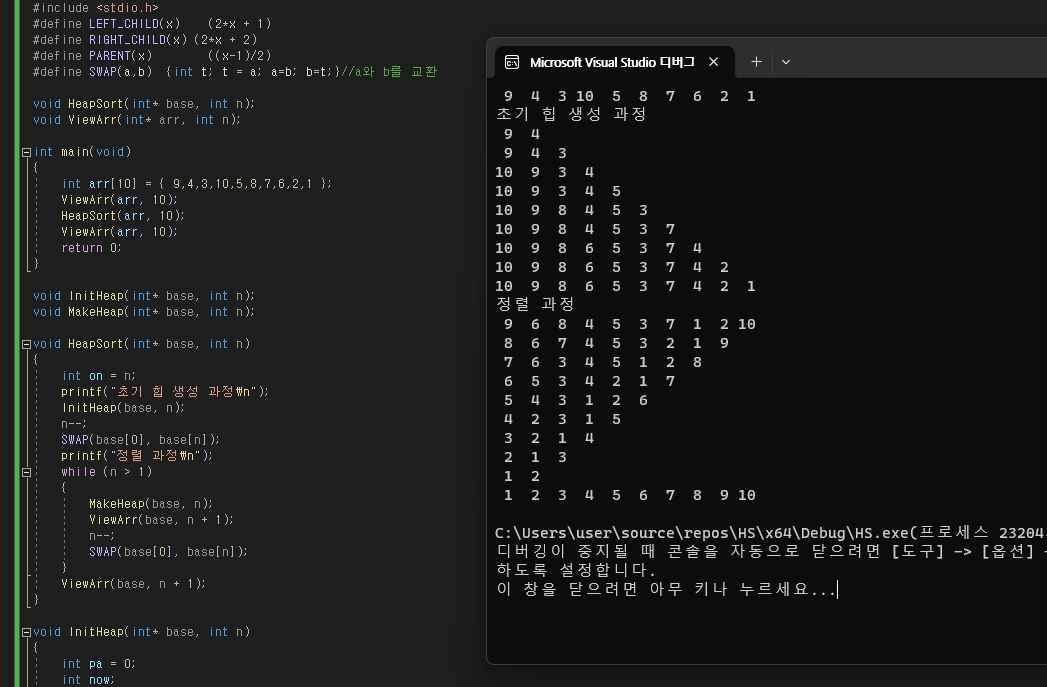 #include <stdio.h>
#define LEFT_CHILD(x)    (2*x + 1)
#define RIGHT_CHILD(x) (2*x + 2)
#define PARENT(x)       ((x-1)/2)
#define SWAP(a,b)  {int t; t = a; a=b; b=t;}//a와 b를 교환
void HeapSort(int* base, int n);
void ViewArr(int* arr, int n);
int main(void)
{
int arr[10] = { 9,4,3,10,5,8,7,6,2,1 };
ViewArr(arr, 10);
HeapSort(arr, 10);
ViewArr(arr, 10);
return 0;
}
void InitHeap(int* base, int n);
void MakeHeap(int* base, int n);
void HeapSort(int* base, int n)
{
int on = n;
printf("초기 힙 생성 과정₩n");
InitHeap(base, n);
n--;
SWAP(base[0], base[n]);
printf("정렬 과정₩n");
while (n > 1)
{
MakeHeap(base, n);
ViewArr(base, n + 1);
n--;
SWAP(base[0], base[n]);
}
ViewArr(base, n + 1);
}
void InitHeap(int* base, int n)
{
int pa = 0;
int now;
Microsoft Visual Studio 디버그
9 4 3 10 5 8 7 6 2 1
초기 힙 생성 과정
9 4
9 4 3
10 9 3 4
10 9 3 4 5
10 9 8 4 5 3
10 9 8 4 5 3 7
10 9 8 6 5 3 7 4
10 9 8 6 5 3 7 4 2
10 9 8 6 5 3 7 4 2 1
정렬 과정
9 6 8 4 5 3 7 1 2 10
8 6 7 4 5 3 2 1 9
7 6 3 4 5 1 2 8
6 5 3 4 2 1 7
5 4 3 1 2 6
4 2 3 1 5
3 2 1 4
2 1 3
1 2
1 2 3 4 5 6 7 8 9 10
C:\Users\user\source\repos\HS\x64\Debug\HS.exe(프로세스 23204
디버깅이 중지될 때 콘솔을 자동으로 닫으려면 [도구] -> [옵션] -
하도록 설정합니다.
이 창을 닫으려면 아무 키나 누르세요...